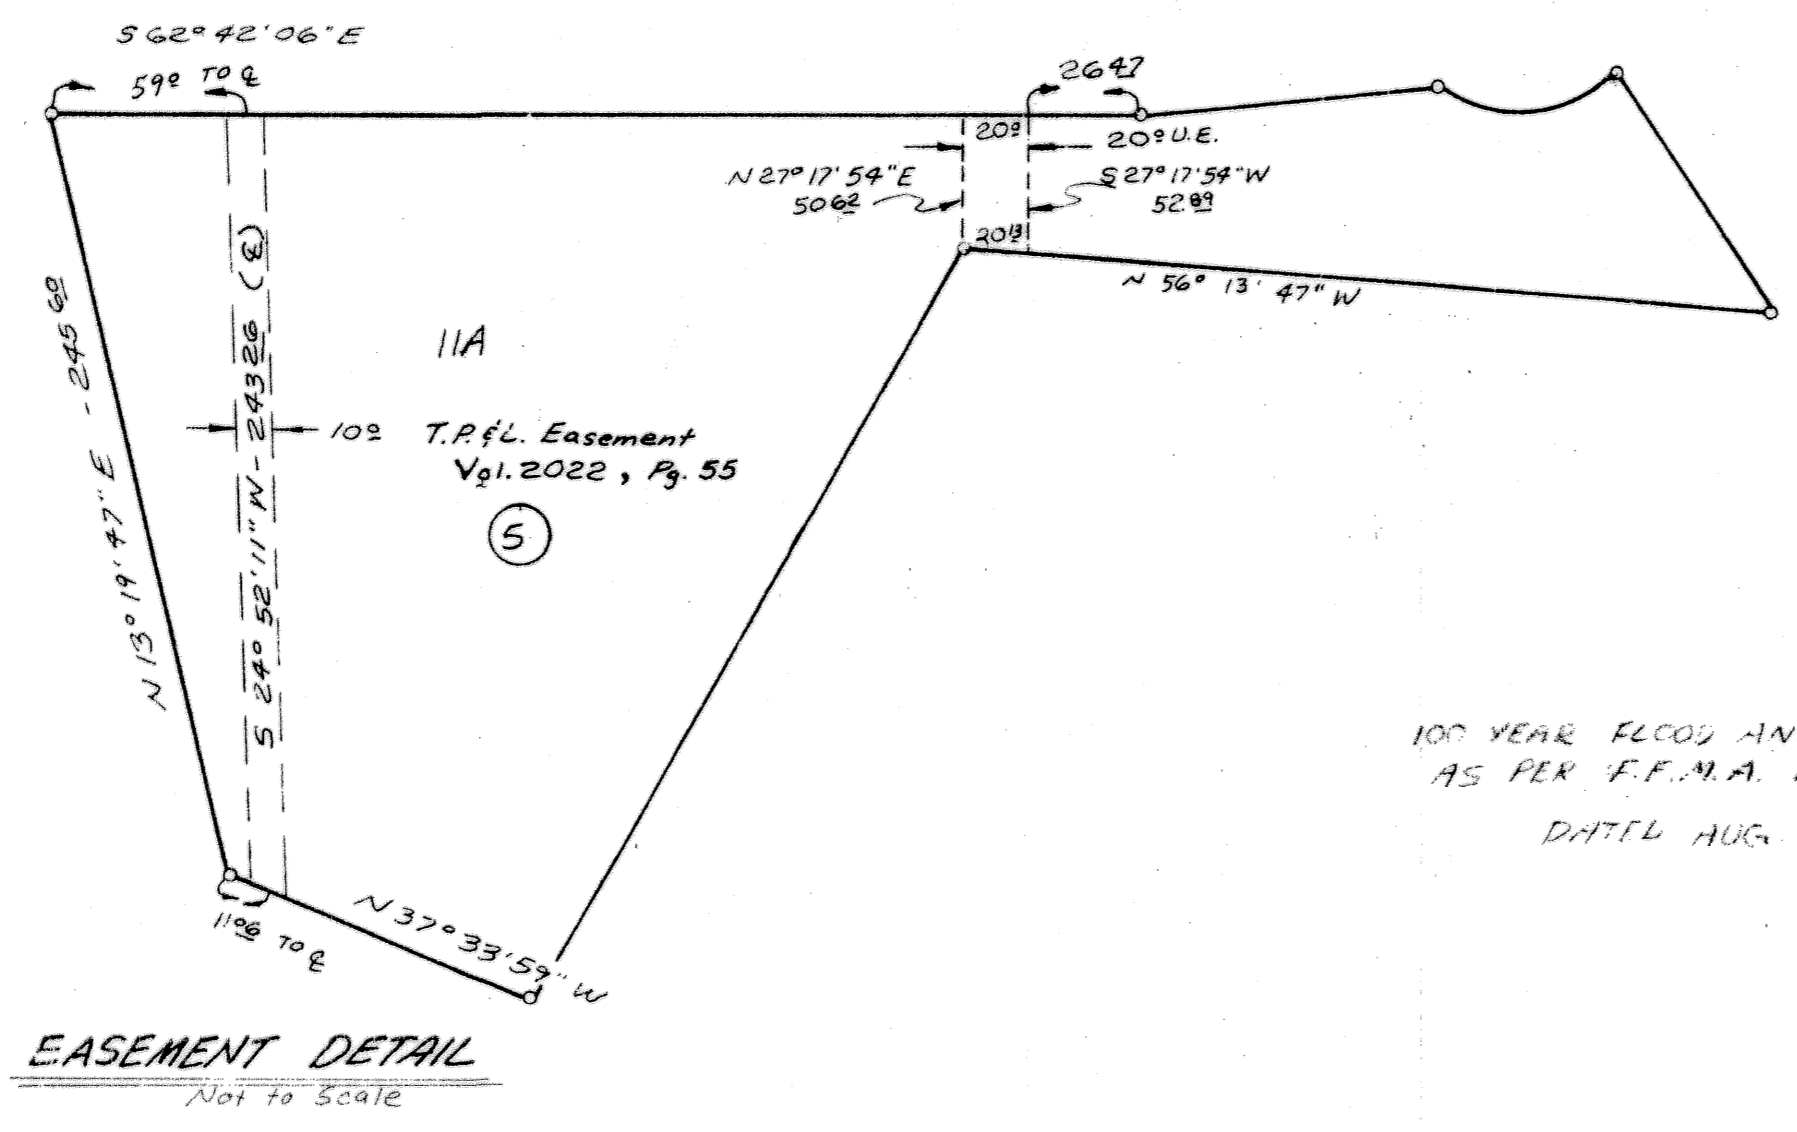 S 62° 42' 06" E
59º TO ℄
26 47
20º
20º U.E.
N 27° 17' 54" E
50 62
S 27° 17' 54" W
52 89
20 13
N 56° 13' 47" W
N 13° 19' 47" E - 245 60
S 24° 52' 11" W - 243 26 (℄)
11A
10º
T.P. & L. Easement
Vol. 2022, Pg. 55
5
11 06 TO ℄
N 37° 33' 59" W
100 YEAR FLOOD AN
AS PER F.E.M.A.
DATED AUG.
EASEMENT DETAIL
Not to Scale